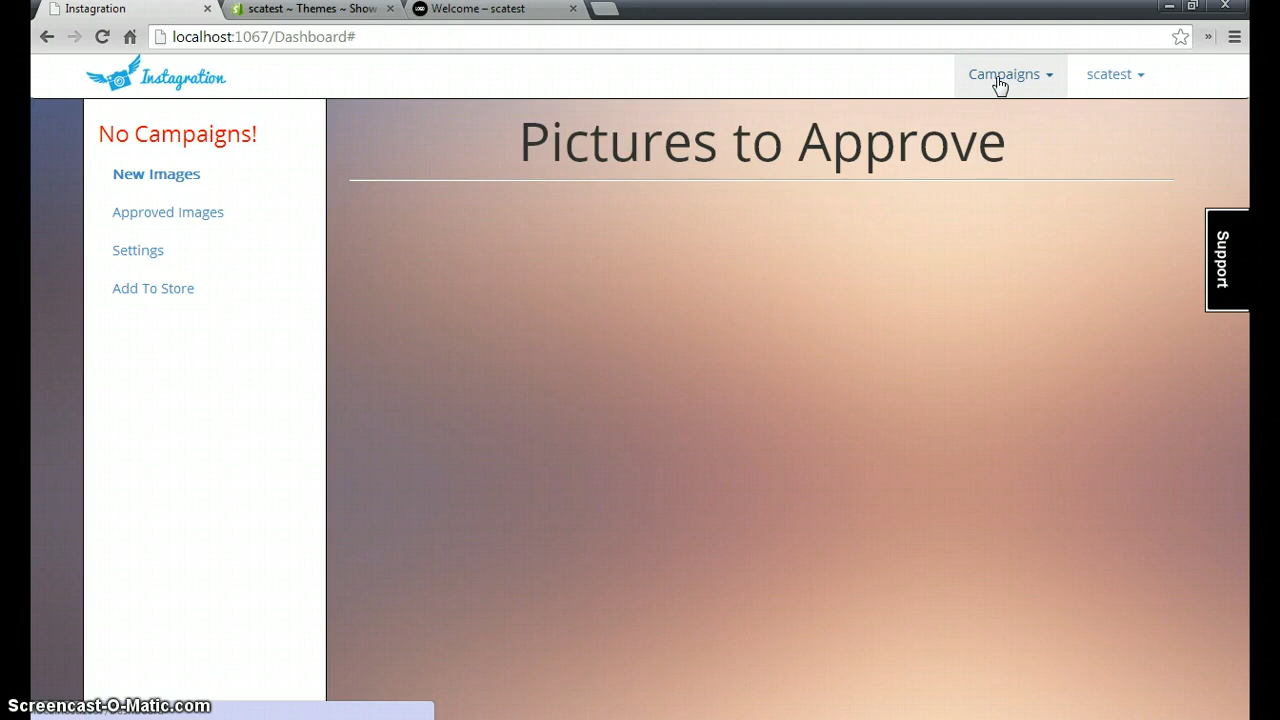 Instagration
scatest ~ Themes ~ Show
Welcome – scatest
localhost:1067/Dashboard#
Instagration
Campaigns
scatest
No Campaigns!
New Images
Approved Images
Settings
Add To Store
Pictures to Approve
Support
Screencast-O-Matic.com